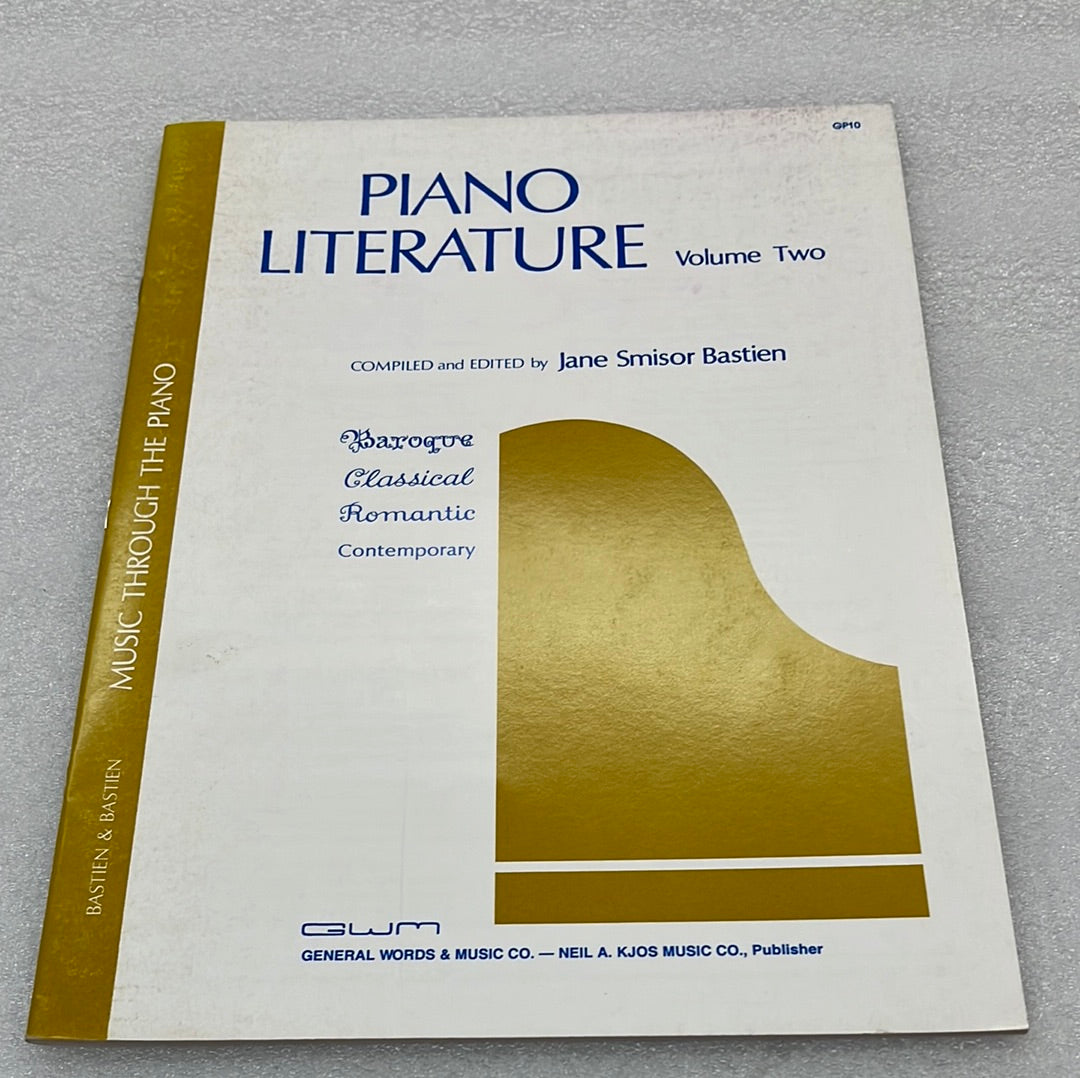 GP10
PIANO
LITERATURE Volume Two
COMPILED and EDITED by Jane Smisor Bastien
Baroque
Classical
Romantic
Contemporary
MUSIC THROUGH THE PIANO
BASTIEN & BASTIEN
GWM
GENERAL WORDS & MUSIC CO. — NEIL A. KJOS MUSIC CO., Publisher